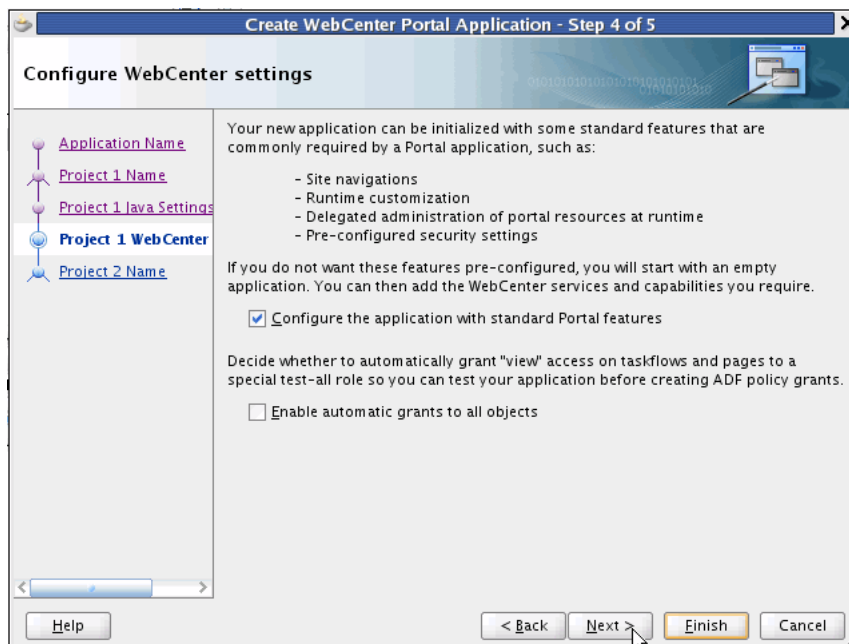 Create WebCenter Portal Application - Step 4 of 5
Configure WebCenter settings
Application Name
Project 1 Name
Project 1 Java Settings
Project 1 WebCenter
Project 2 Name
Your new application can be initialized with some standard features that are
commonly required by a Portal application, such as:
- Site navigations
- Runtime customization
- Delegated administration of portal resources at runtime
- Pre-configured security settings
If you do not want these features pre-configured, you will start with an empty
application. You can then add the WebCenter services and capabilities you require.
Configure the application with standard Portal features
Decide whether to automatically grant "view" access on taskflows and pages to a
special test-all role so you can test your application before creating ADF policy grants.
Enable automatic grants to all objects
Help
< Back
Next >
Finish
Cancel